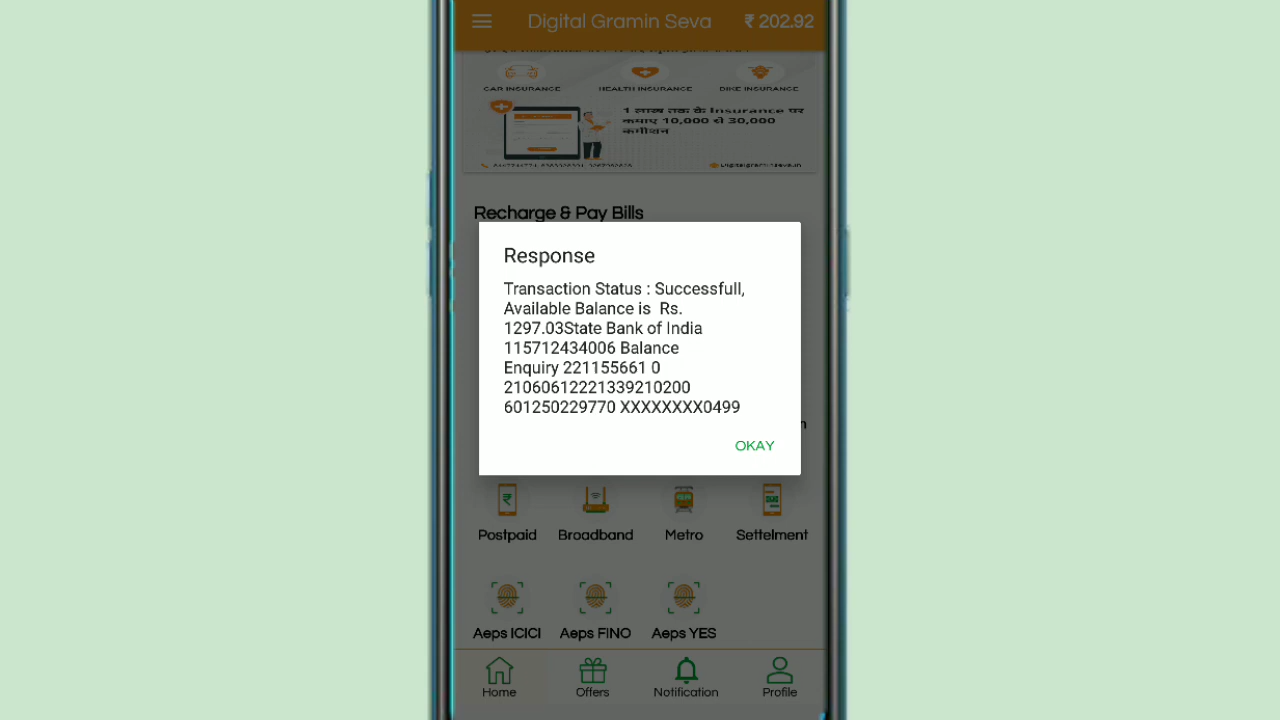 Digital Gramin Seva ₹ 202.92
CAR INSURANCE HEALTH INSURANCE BIKE INSURANCE
1 लाख तक के Insurance पर
कमाए 10,000 से 30,000
कमीशन
Recharge & Pay Bills
Response
Transaction Status : Successfull,
Available Balance is Rs.
1297.03State Bank of India
115712434006 Balance
Enquiry 221155661 0
21060612221339210200
601250229770 XXXXXXXX0499
OKAY
Postpaid Broadband Metro Settelment
Aeps ICICI Aeps FINO Aeps YES
Home Offers Notification Profile